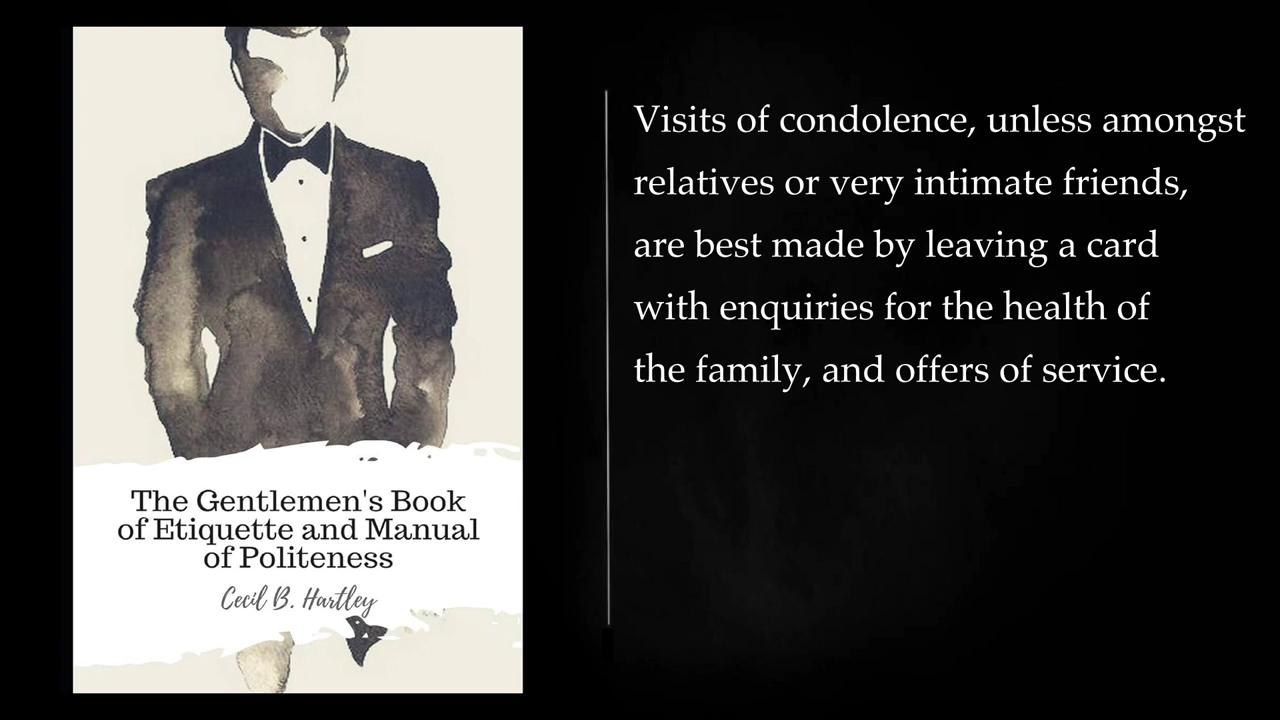 The Gentlemen's Book
of Etiquette and Manual
of Politeness
Cecil B. Hartley
Visits of condolence, unless amongst
relatives or very intimate friends,
are best made by leaving a card
with enquiries for the health of
the family, and offers of service.